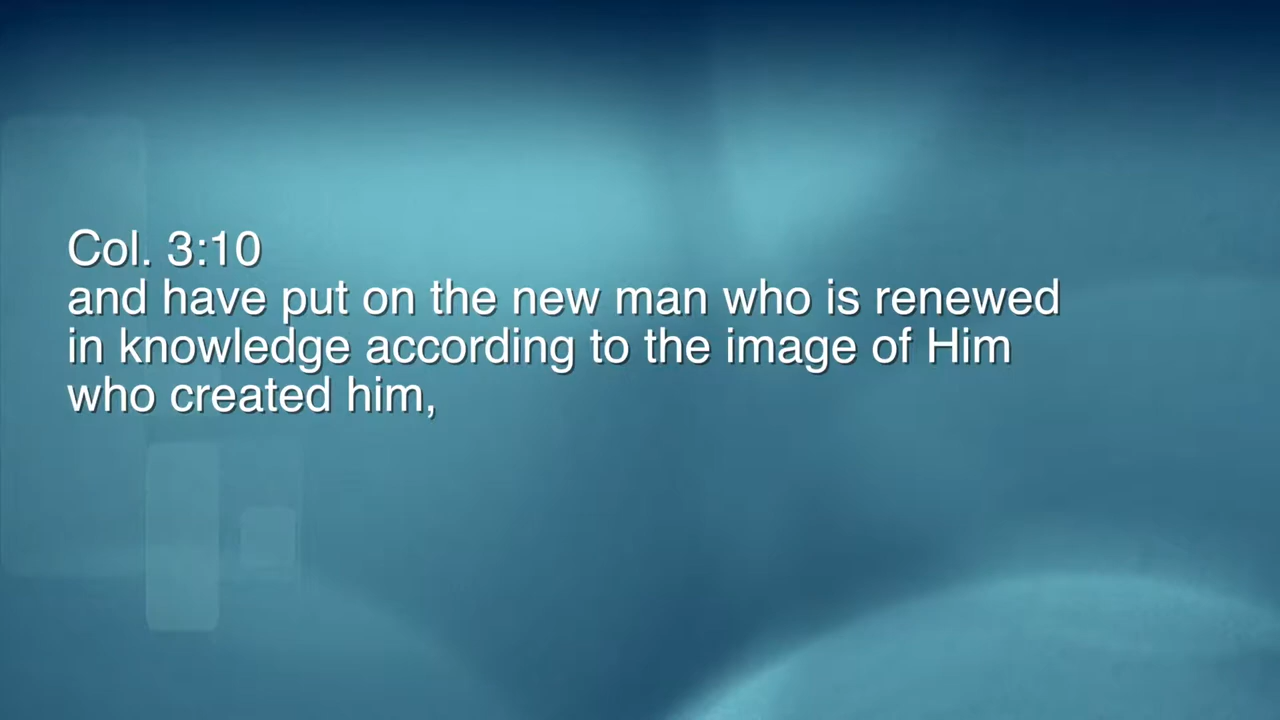 Col. 3:10
and have put on the new man who is renewed
in knowledge according to the image of Him
who created him,